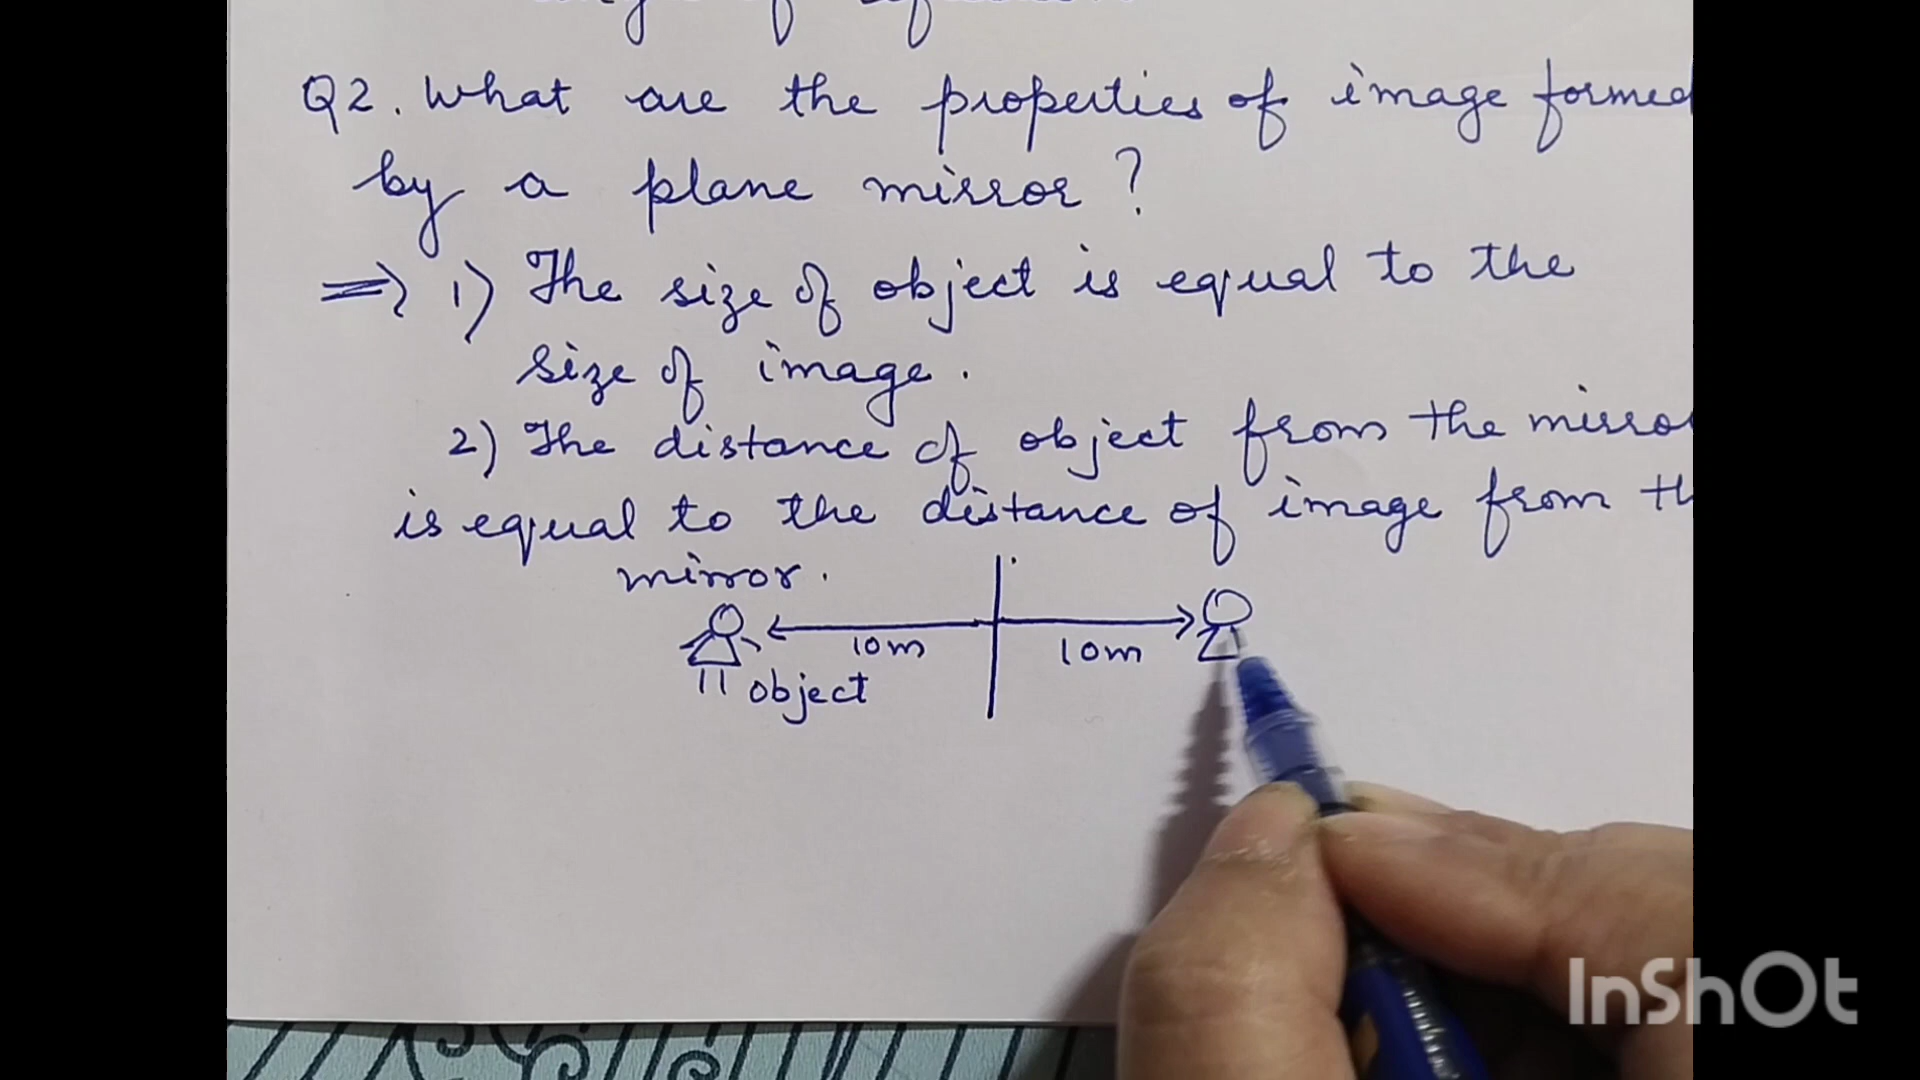 Q2. What are the properties of image formed
by a plane mirror?
⇒ 1) The size of object is equal to the
size of image.
2) The distance of object from the mirro
is equal to the distance of image from th
mirror.
10m 10m
object
InShOt